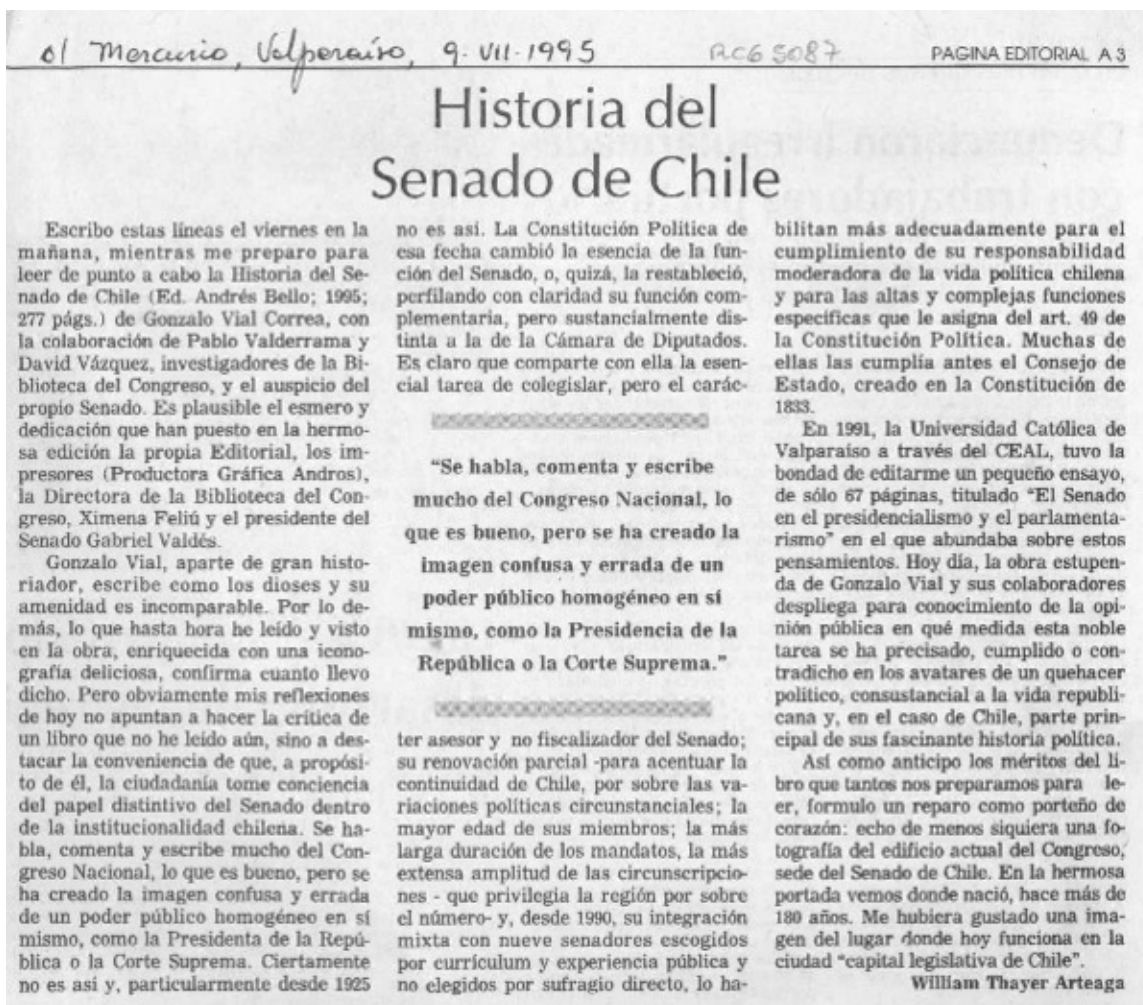 El Mercurio, Valparaíso, 9-VII-1995 RCG 5087 PAGINA EDITORIAL A 3
Historia del
Senado de Chile
Escribo estas líneas el viernes en la
mañana, mientras me preparo para
leer de punto a cabo la Historia del Se-
nado de Chile (Ed. Andrés Bello; 1995;
277 págs.) de Gonzalo Vial Correa, con
la colaboración de Pablo Valderrama y
David Vázquez, investigadores de la Bi-
blioteca del Congreso, y el auspicio del
propio Senado. Es plausible el esmero y
dedicación que han puesto en la hermo-
sa edición la propia Editorial, los im-
presores (Productora Gráfica Andros),
la Directora de la Biblioteca del Con-
greso, Ximena Feliú y el presidente del
Senado Gabriel Valdés.
Gonzalo Vial, aparte de gran histo-
riador, escribe como los dioses y su
amenidad es incomparable. Por lo de-
más, lo que hasta hora he leído y visto
en la obra, enriquecida con una icono-
grafía deliciosa, confirma cuanto llevo
dicho. Pero obviamente mis reflexiones
de hoy no apuntan a hacer la crítica de
un libro que no he leído aún, sino a des-
tacar la conveniencia de que, a propósi-
to de él, la ciudadanía tome conciencia
del papel distintivo del Senado dentro
de la institucionalidad chilena. Se ha-
bla, comenta y escribe mucho del Con-
greso Nacional, lo que es bueno, pero se
ha creado la imagen confusa y errada
de un poder público homogéneo en sí
mismo, como la Presidenta de la Repú-
blica o la Corte Suprema. Ciertamente
no es así y, particularmente desde 1925
no es así. La Constitución Política de
esa fecha cambió la esencia de la fun-
ción del Senado, o, quizá, la restableció,
perfilando con claridad su función com-
plementaria, pero sustancialmente dis-
tinta a la de la Cámara de Diputados.
Es claro que comparte con ella la esen-
cial tarea de colegislar, pero el carác-
"Se habla, comenta y escribe
mucho del Congreso Nacional, lo
que es bueno, pero se ha creado la
imagen confusa y errada de un
poder público homogéneo en sí
mismo, como la Presidencia de la
República o la Corte Suprema."
ter asesor y no fiscalizador del Senado;
su renovación parcial -para acentuar la
continuidad de Chile, por sobre las va-
riaciones políticas circunstanciales; la
mayor edad de sus miembros; la más
larga duración de los mandatos, la más
extensa amplitud de las circunscripcio-
nes - que privilegia la región por sobre
el número- y, desde 1990, su integración
mixta con nueve senadores escogidos
por currículum y experiencia pública y
no elegidos por sufragio directo, lo ha-
bilitan más adecuadamente para el
cumplimiento de su responsabilidad
moderadora de la vida política chilena
y para las altas y complejas funciones
específicas que le asigna del art. 49 de
la Constitución Política. Muchas de
ellas las cumplía antes el Consejo de
Estado, creado en la Constitución de
1833.
En 1991, la Universidad Católica de
Valparaíso a través del CEAL, tuvo la
bondad de editarme un pequeño ensayo,
de sólo 67 páginas, titulado "El Senado
en el presidencialismo y el parlamenta-
rismo" en el que abundaba sobre estos
pensamientos. Hoy día, la obra estupen-
da de Gonzalo Vial y sus colaboradores
despliega para conocimiento de la opi-
nión pública en qué medida esta noble
tarea se ha precisado, cumplido o con-
tradicho en los avatares de un quehacer
político, consustancial a la vida republi-
cana y, en el caso de Chile, parte prin-
cipal de sus fascinante historia política.
Así como anticipo los méritos del li-
bro que tantos nos preparamos para le-
er, formulo un reparo como porteño de
corazón: echo de menos siquiera una fo-
tografía del edificio actual del Congreso,
sede del Senado de Chile. En la hermosa
portada vemos donde nació, hace más de
180 años. Me hubiera gustado una ima-
gen del lugar donde hoy funciona en la
ciudad "capital legislativa de Chile".
William Thayer Arteaga